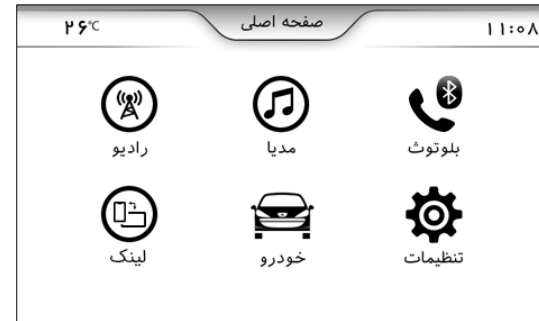 ۱۱:۰۸
صفحه اصلی
۲۶°C
بلوتوث
مدیا
رادیو
تنظیمات
خودرو
لینک